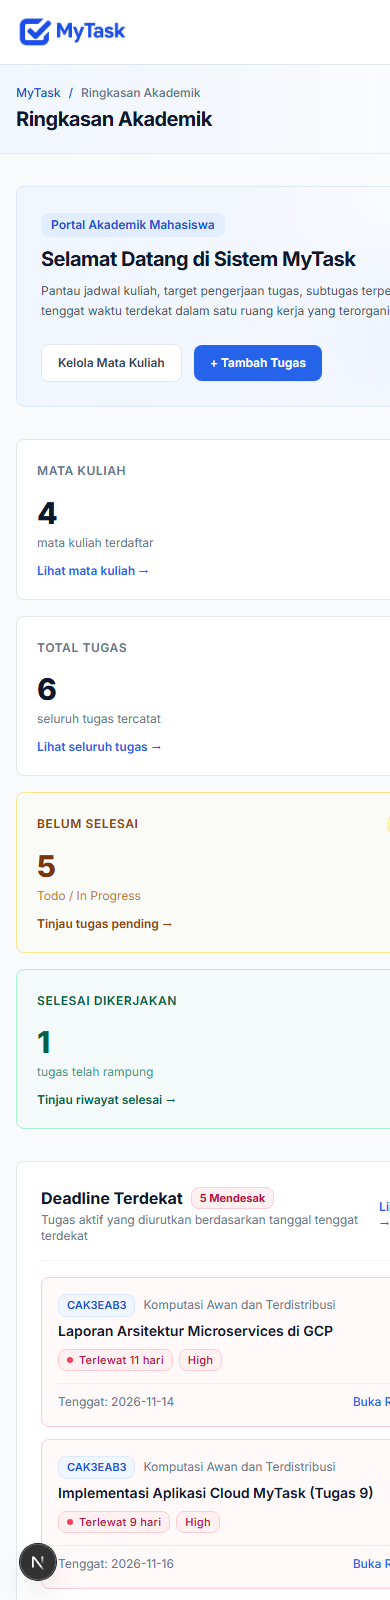 MyTask
MyTask / Ringkasan Akademik
Ringkasan Akademik
Portal Akademik Mahasiswa
Selamat Datang di Sistem MyTask
Pantau jadwal kuliah, target pengerjaan tugas, subtugas
tenggat waktu terdekat dalam satu ruang kerja yang
Kelola Mata Kuliah
+ Tambah Tugas
MATA KULIAH
4
mata kuliah terdaftar
Lihat mata kuliah →
TOTAL TUGAS
6
seluruh tugas tercatat
Lihat seluruh tugas →
BELUM SELESAI
5
Todo / In Progress
Tinjau tugas pending →
SELESAI DIKERJAKAN
1
tugas telah rampung
Tinjau riwayat selesai →
Deadline Terdekat 5 Mendesak
Tugas aktif yang diurutkan berdasarkan tanggal tenggat
terdekat
→
CAK3EAB3 Komputasi Awan dan Terdistribusi
Laporan Arsitektur Microservices di GCP
Terlewat 11 hari High
Tenggat: 2026-11-14 Buka
CAK3EAB3 Komputasi Awan dan Terdistribusi
Implementasi Aplikasi Cloud MyTask (Tugas 9)
Terlewat 9 hari High
N
Tenggat: 2026-11-16 Buka